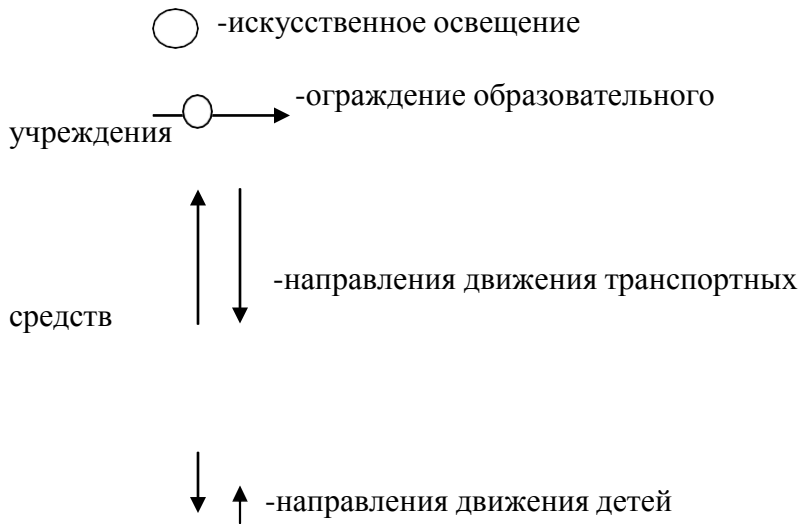 -искусственное освещение
-ограждение образовательного
учреждения
-направления движения транспортных
средств
-направления движения детей